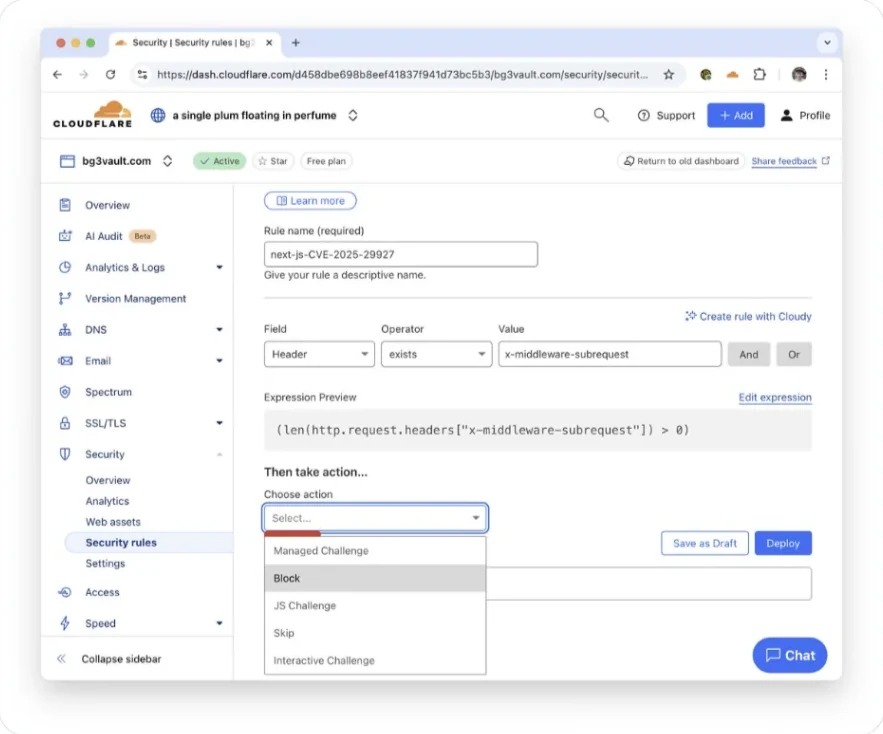 Security | Security rules | bg3
https://dash.cloudflare.com/d458dbe698b8eef41837f941d73bc5b3/bg3vault.com/security/securit...
CLOUDFLARE
a single plum floating in perfume
Support
+ Add
Profile
bg3vault.com
Active
Star
Free plan
Return to old dashboard
Share feedback
Overview
AI Audit Beta
Analytics & Logs
Version Management
DNS
Email
Spectrum
SSL/TLS
Security
Overview
Analytics
Web assets
Security rules
Settings
Access
Speed
Collapse sidebar
Learn more
Rule name (required)
next-js-CVE-2025-29927
Give your rule a descriptive name.
Create rule with Cloudy
Field Operator Value
Header exists x-middleware-subrequest And Or
Expression Preview Edit expression
(len(http.request.headers["x-middleware-subrequest"]) > 0)
Then take action...
Choose action
Select...
Managed Challenge
Block
JS Challenge
Skip
Interactive Challenge
Save as Draft Deploy
Chat